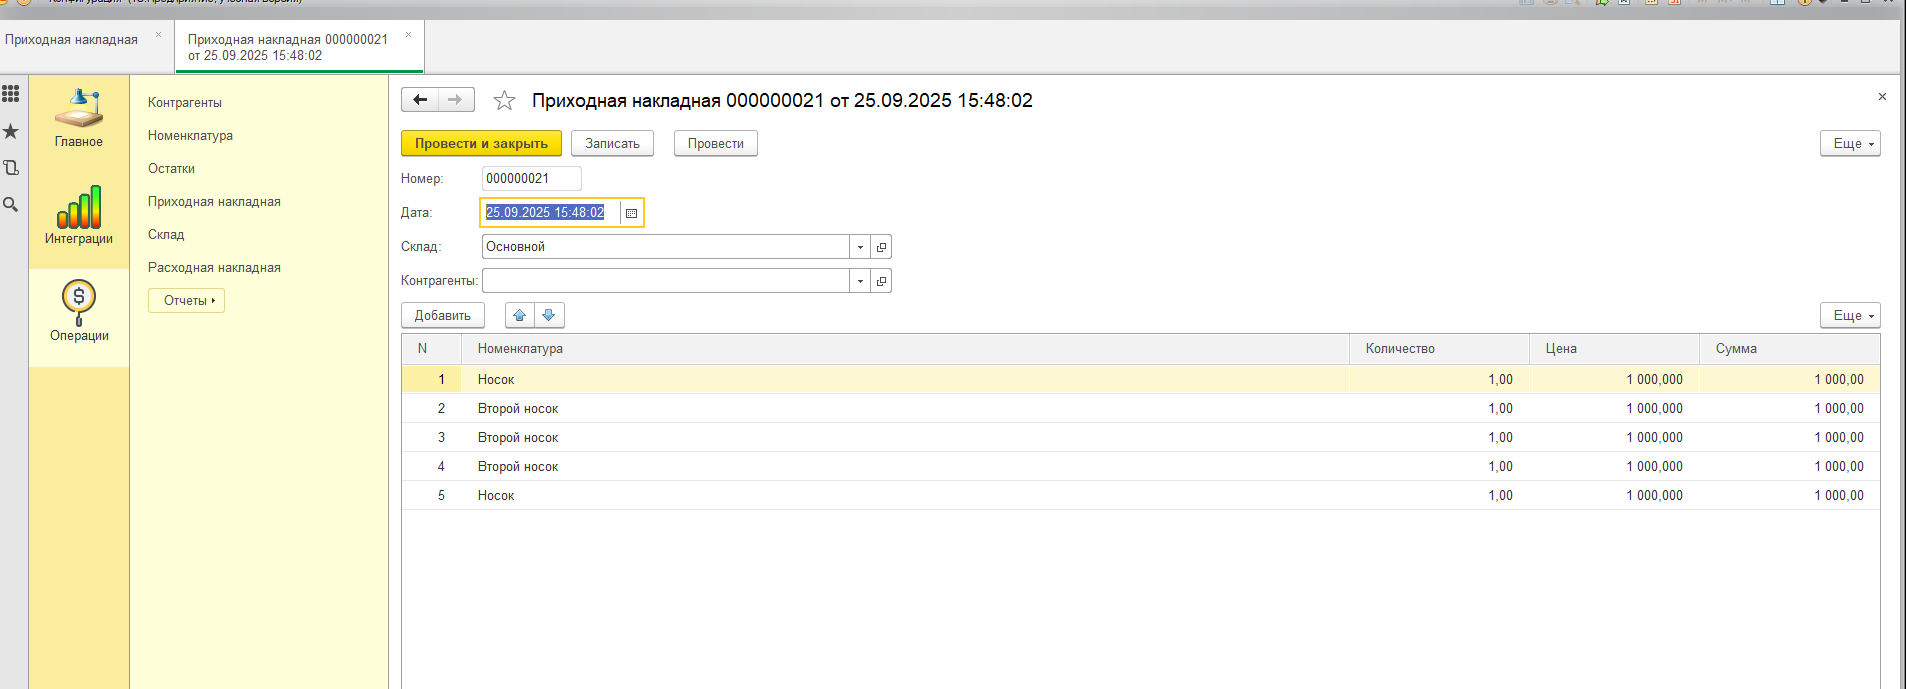 Конфигурация (1С:Предприятие, учебная версия)
Приходная накладная
Приходная накладная 000000021
от 25.09.2025 15:48:02
Главное
Интеграции
Операции
Контрагенты
Номенклатура
Остатки
Приходная накладная
Склад
Расходная накладная
Отчеты
Приходная накладная 000000021 от 25.09.2025 15:48:02
Провести и закрыть Записать Провести Еще
Номер: 000000021
Дата: 25.09.2025 15:48:02
Склад: Основной
Контрагенты:
Добавить Еще
N Номенклатура Количество Цена Сумма
1 Носок 1,00 1 000,000 1 000,00
2 Второй носок 1,00 1 000,000 1 000,00
3 Второй носок 1,00 1 000,000 1 000,00
4 Второй носок 1,00 1 000,000 1 000,00
5 Носок 1,00 1 000,000 1 000,00